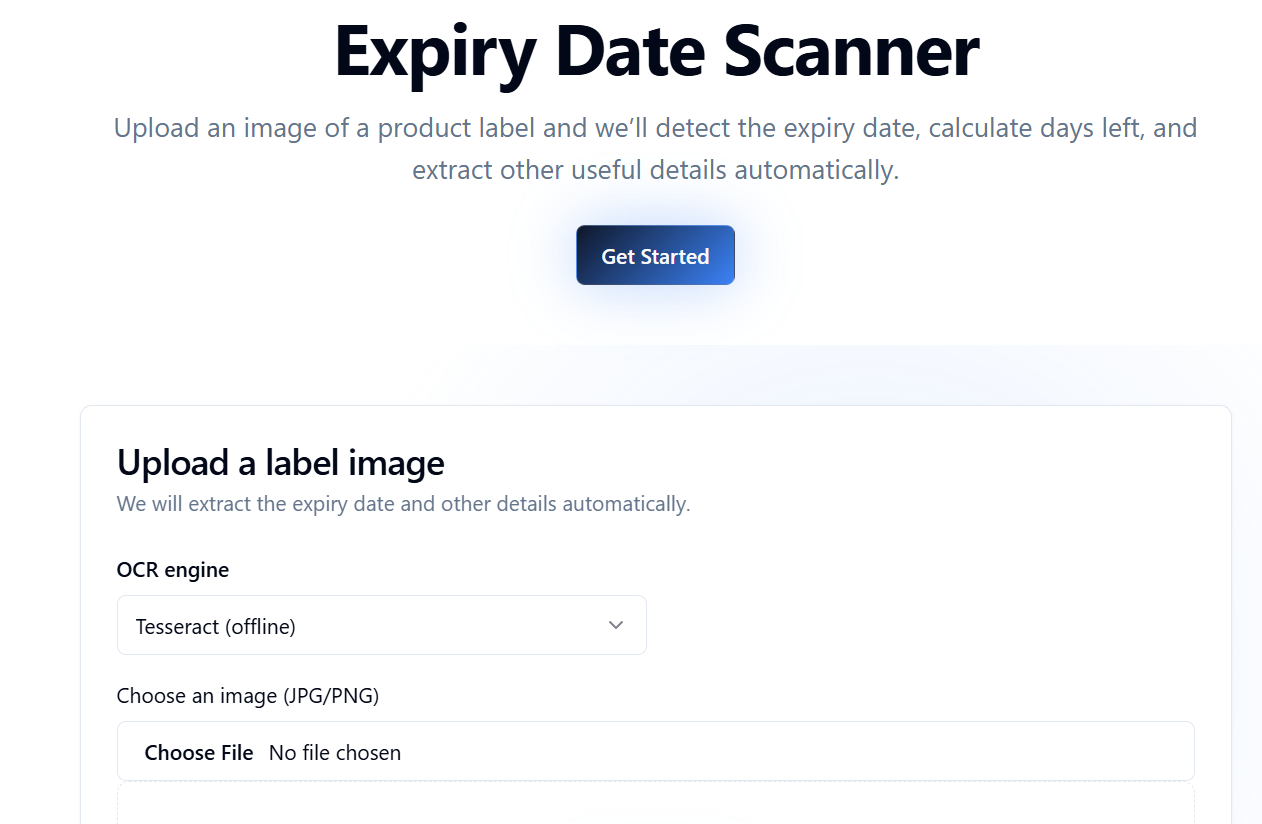 Expiry Date Scanner
Upload an image of a product label and we’ll detect the expiry date, calculate days left, and
extract other useful details automatically.
Get Started
Upload a label image
We will extract the expiry date and other details automatically.
OCR engine
Tesseract (offline)
Choose an image (JPG/PNG)
Choose File No file chosen